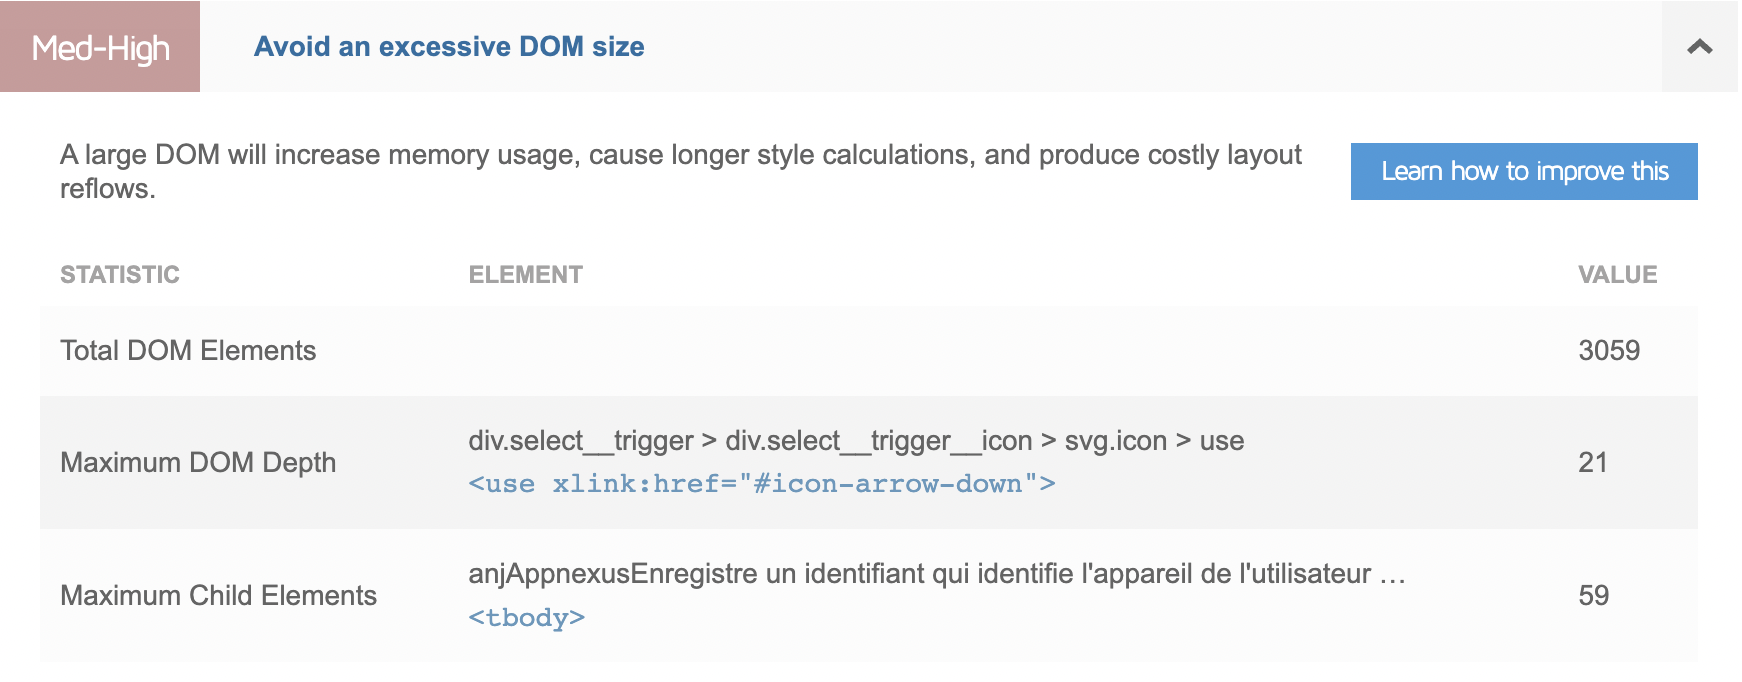 Med-High
Avoid an excessive DOM size
A large DOM will increase memory usage, cause longer style calculations, and produce costly layout
reflows.
Learn how to improve this
STATISTIC ELEMENT VALUE
Total DOM Elements 3059
Maximum DOM Depth
div.select__trigger > div.select__trigger__icon > svg.icon > use
<use xlink:href="#icon-arrow-down">
21
Maximum Child Elements
anjAppnexusEnregistre un identifiant qui identifie l'appareil de l'utilisateur …
<tbody>
59